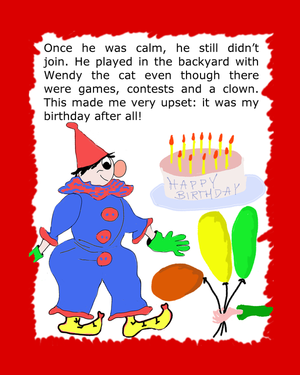 Once he was calm, he still didn't
join. He played in the backyard with
Wendy the cat even though there
were games, contests and a clown.
This made me very upset: it was my
birthday after all!
HAPPY
BIRTHDAY